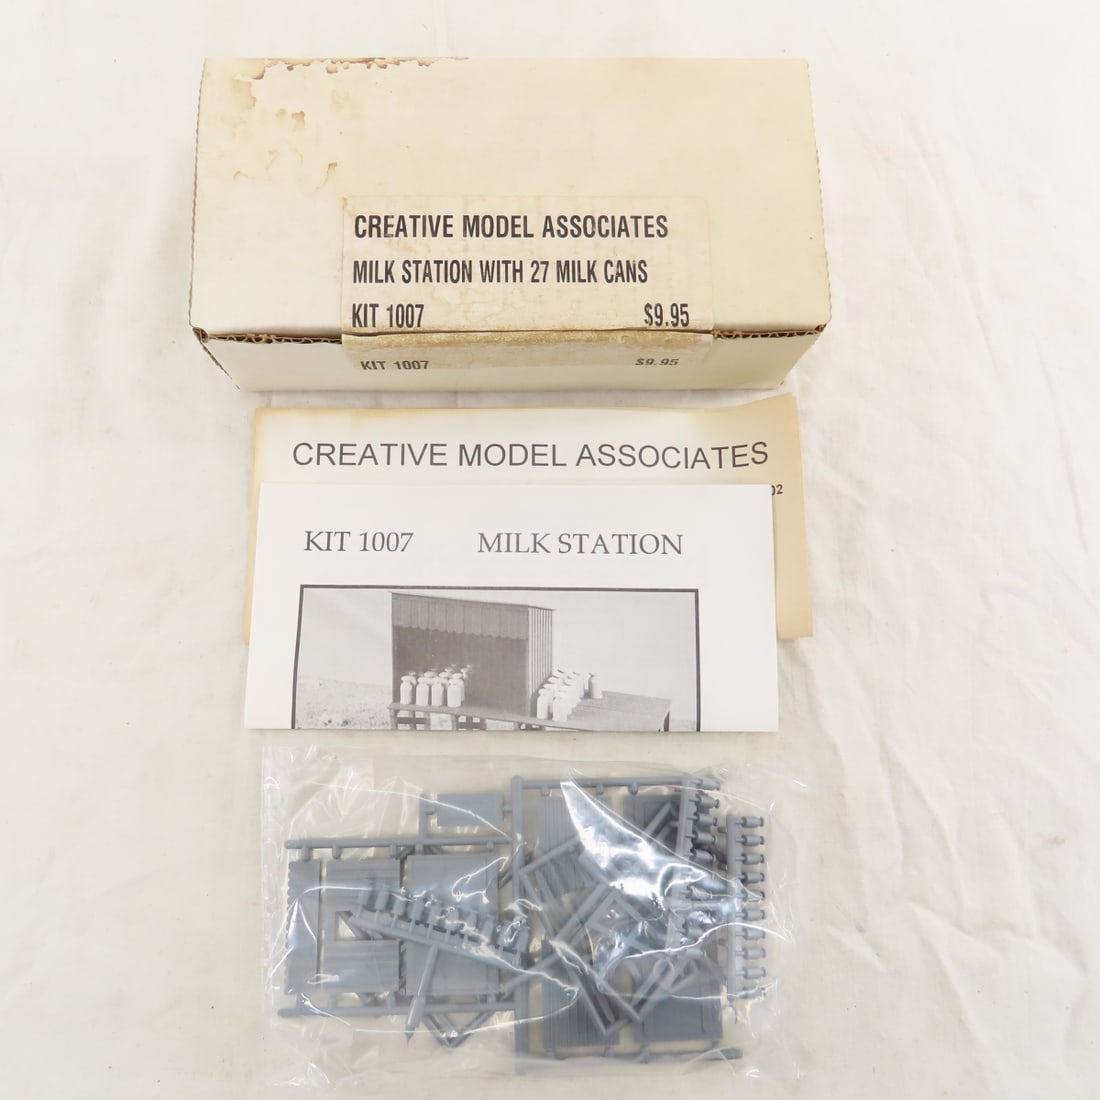 CREATIVE MODEL ASSOCIATES
MILK STATION WITH 27 MILK CANS
KIT 1007 $9.95
KIT 1007 $9.95
CREATIVE MODEL ASSOCIATES
KIT 1007 MILK STATION